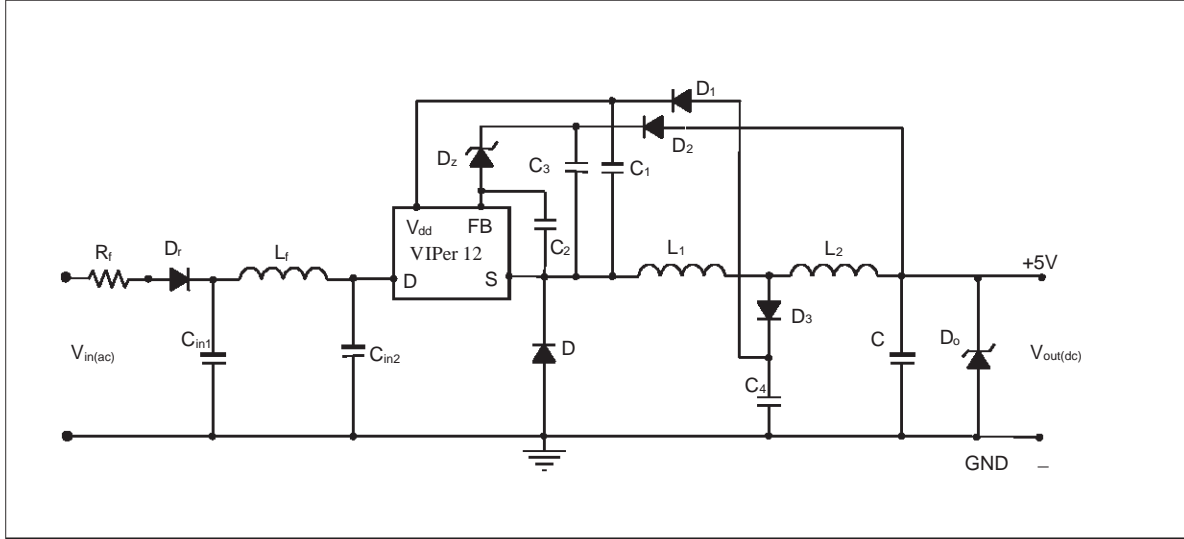 D1
D2
Dz
C3
C1
Vdd
FB
VIPer 12
D
S
C2
Rf
Dr
Lf
L1
L2
+5V
Cin1
Cin2
Vin(ac)
D
D3
C4
C
Do
Vout(dc)
GND
–